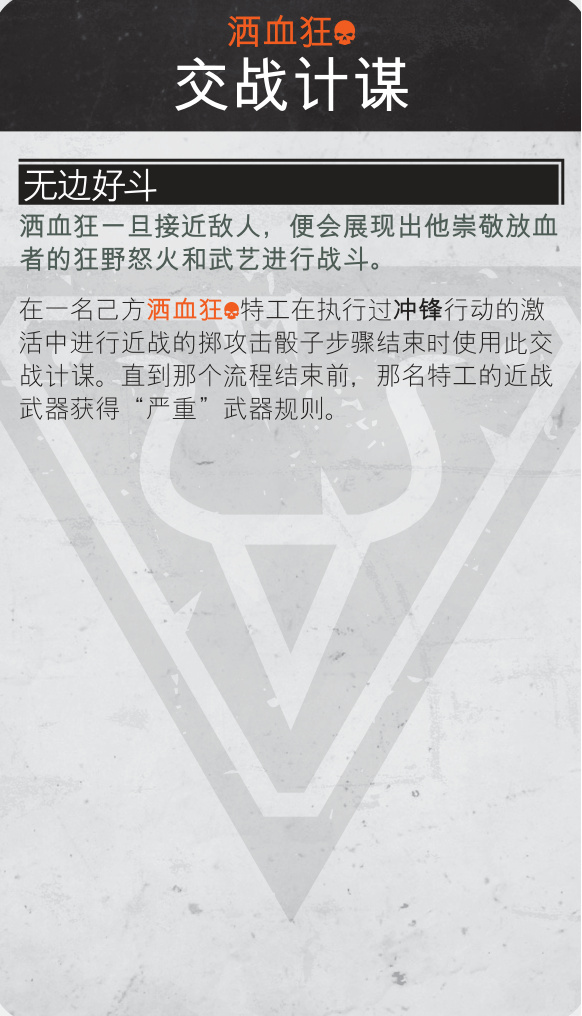 洒血狂
交战计谋
无边好斗
洒血狂一旦接近敌人，便会展现出他崇敬放血
者的狂野怒火和武艺进行战斗。
在一名己方洒血狂特工在执行过冲锋行动的激
活中进行近战的掷攻击骰子步骤结束时使用此交
战计谋。直到那个流程结束前，那名特工的近战
武器获得“严重”武器规则。